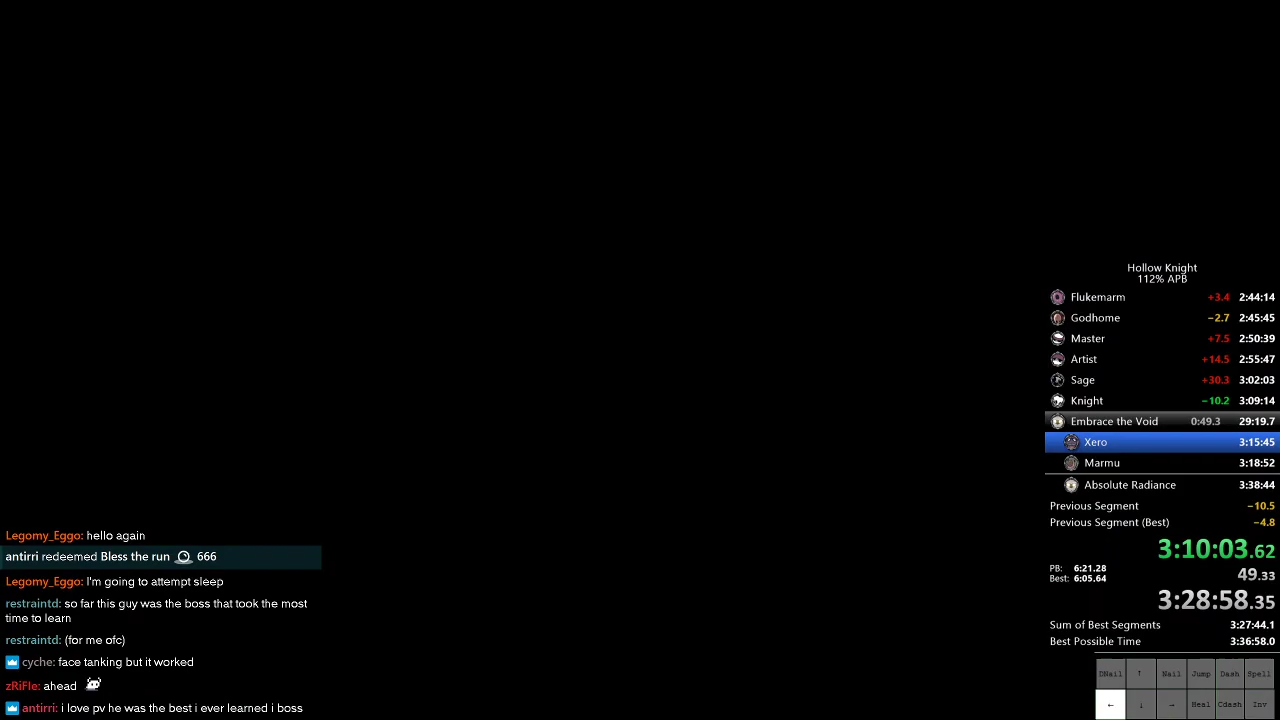 Hollow Knight
112% APB
Flukemarm +3.4 2:44:14
Godhome −2.7 2:45:45
Master +7.5 2:50:39
Artist +14.5 2:55:47
Sage +30.3 3:02:03
Knight −10.2 3:09:14
Embrace the Void 0:49.3 29:19.7
Xero 3:15:45
Marmu 3:18:52
Absolute Radiance 3:38:44
Previous Segment −10.5
Previous Segment (Best) −4.8
3:10:03.62
PB: 6:21.28
Best: 6:05.64
49.33
3:28:58.35
Sum of Best Segments 3:27:44.1
Best Possible Time 3:36:58.0
DNail ↑ Nail Jump Dash Spell
← ↓ → Heal Cdash Inv
Legomy_Eggo: hello again
antirri redeemed Bless the run 666
Legomy_Eggo: I'm going to attempt sleep
restraintd: so far this guy was the boss that took the most
time to learn
restraintd: (for me ofc)
cyche: face tanking but it worked
zRiFle: ahead
antirri: i love pv he was the best i ever learned i boss